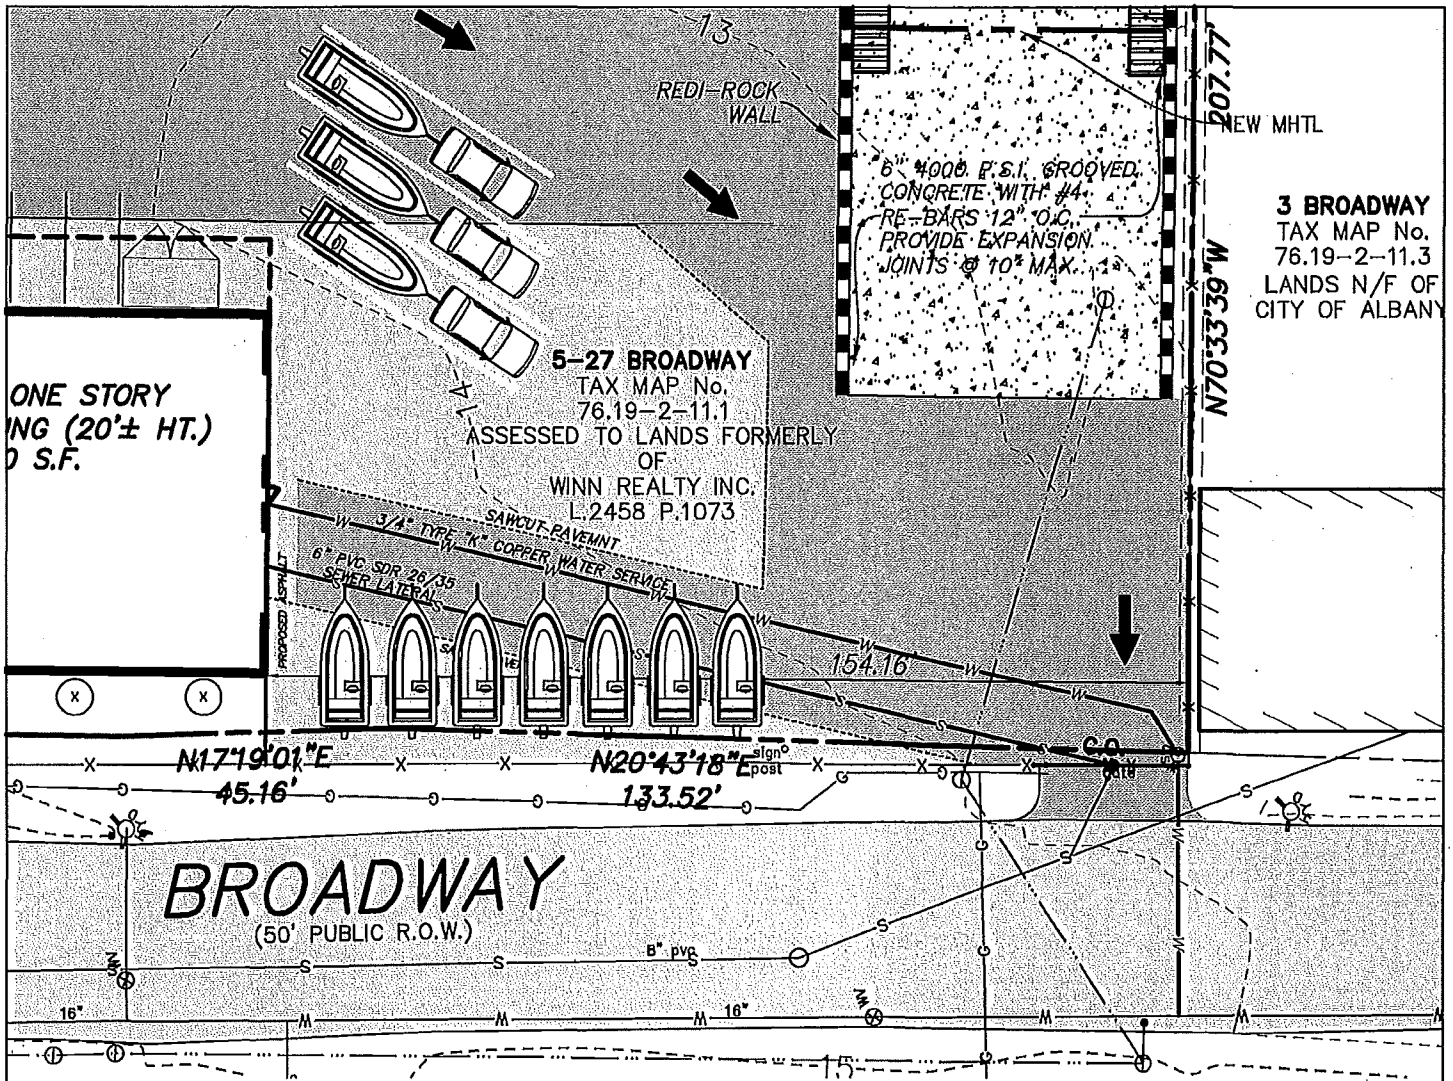 13
REDI-ROCK
WALL
207.77'
NEW MHTL
6" 4000 P.S.I. GROOVED
CONCRETE WITH #4
RE-BARS 12" O.C.
PROVIDE EXPANSION
JOINTS @ 10" MAX.
3 BROADWAY
TAX MAP No.
76.19-2-11.3
LANDS N/F OF
CITY OF ALBANY
N70°33'39"W
5-27 BROADWAY
TAX MAP No.
76.19-2-11.1
ASSESSED TO LANDS FORMERLY
OF
WINN REALTY INC.
L.2458 P.1073
14
ONE STORY
NG (20'± HT.)
S.F.
SAWCUT PAVEMNT
3/4" TYPE "K" COPPER WATER SERVICE
6" PVC SDR 26/35
SEWER LATERAL
PROPOSED ASPHALT
154.16'
C.O.
N17°19'01"E
45.16'
N20°43'18"E
133.52'
sign
post
BROADWAY
(50' PUBLIC R.O.W.)
8" pvc
16"
16"
WV
15